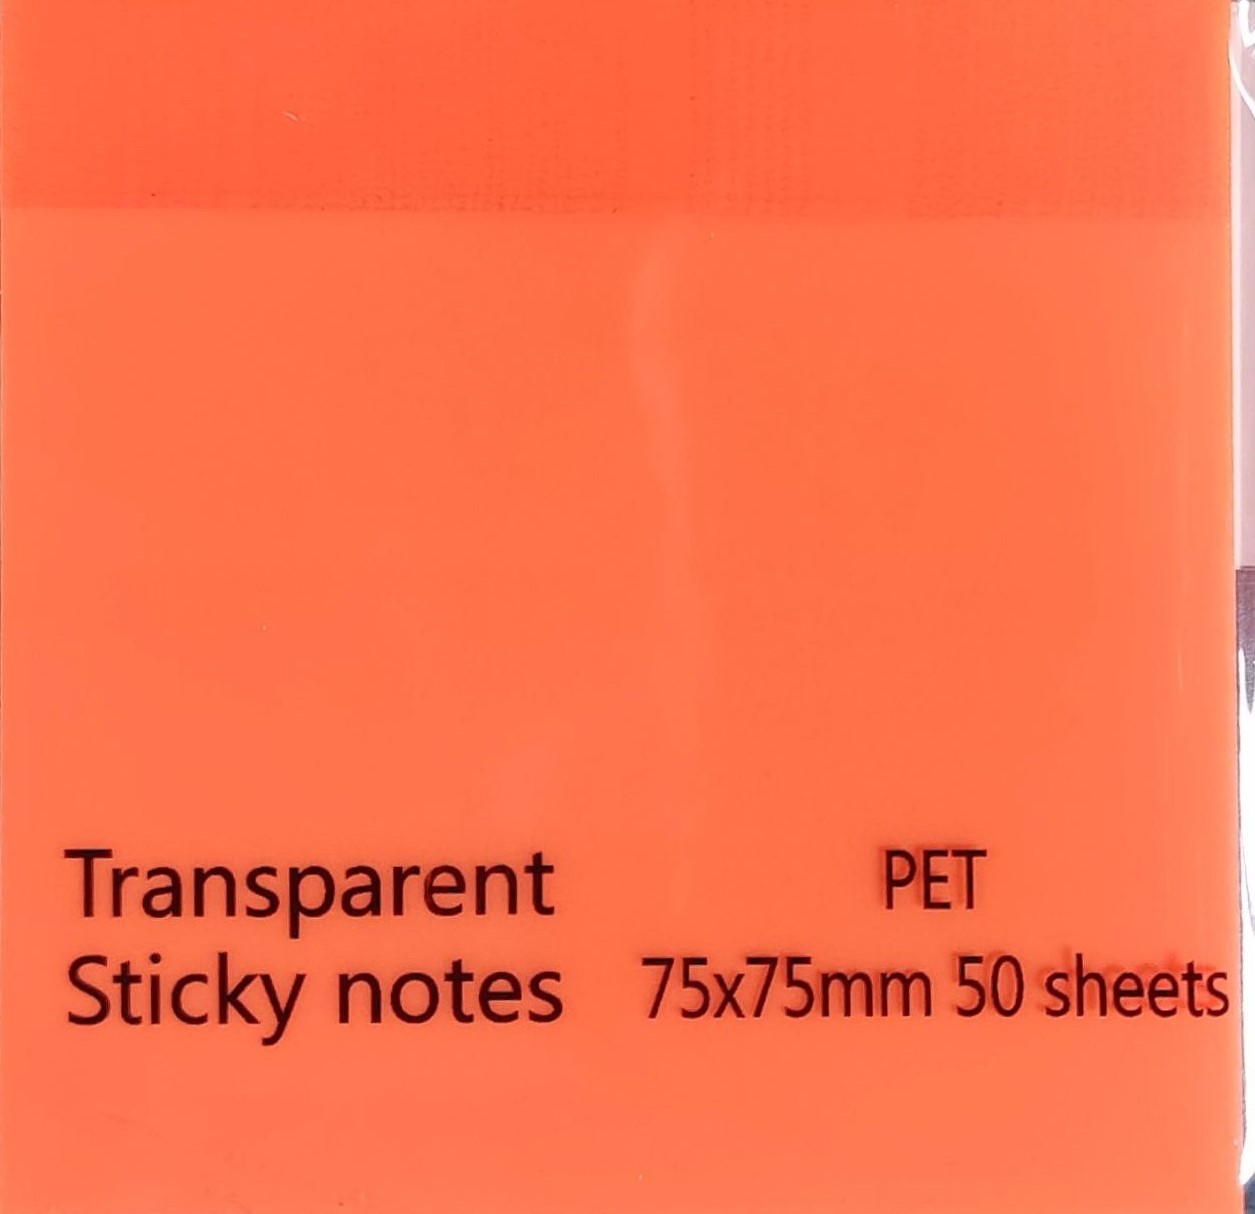 Transparent
Sticky notes
PET
75x75mm 50 sheets